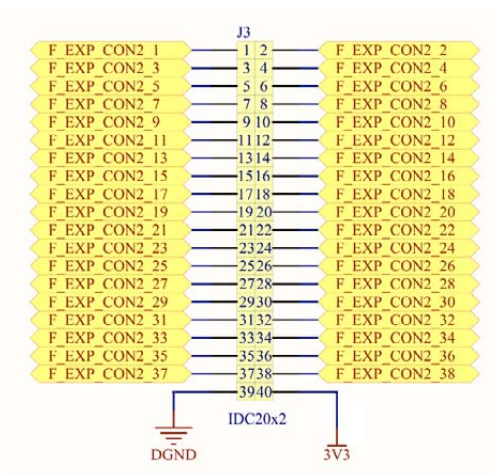 J3
F_EXP_CON2_1 1 2 F_EXP_CON2_2
F_EXP_CON2_3 3 4 F_EXP_CON2_4
F_EXP_CON2_5 5 6 F_EXP_CON2_6
F_EXP_CON2_7 7 8 F_EXP_CON2_8
F_EXP_CON2_9 9 10 F_EXP_CON2_10
F_EXP_CON2_11 11 12 F_EXP_CON2_12
F_EXP_CON2_13 13 14 F_EXP_CON2_14
F_EXP_CON2_15 15 16 F_EXP_CON2_16
F_EXP_CON2_17 17 18 F_EXP_CON2_18
F_EXP_CON2_19 19 20 F_EXP_CON2_20
F_EXP_CON2_21 21 22 F_EXP_CON2_22
F_EXP_CON2_23 23 24 F_EXP_CON2_24
F_EXP_CON2_25 25 26 F_EXP_CON2_26
F_EXP_CON2_27 27 28 F_EXP_CON2_28
F_EXP_CON2_29 29 30 F_EXP_CON2_30
F_EXP_CON2_31 31 32 F_EXP_CON2_32
F_EXP_CON2_33 33 34 F_EXP_CON2_34
F_EXP_CON2_35 35 36 F_EXP_CON2_36
F_EXP_CON2_37 37 38 F_EXP_CON2_38
39 40
IDC20x2
DGND 3V3